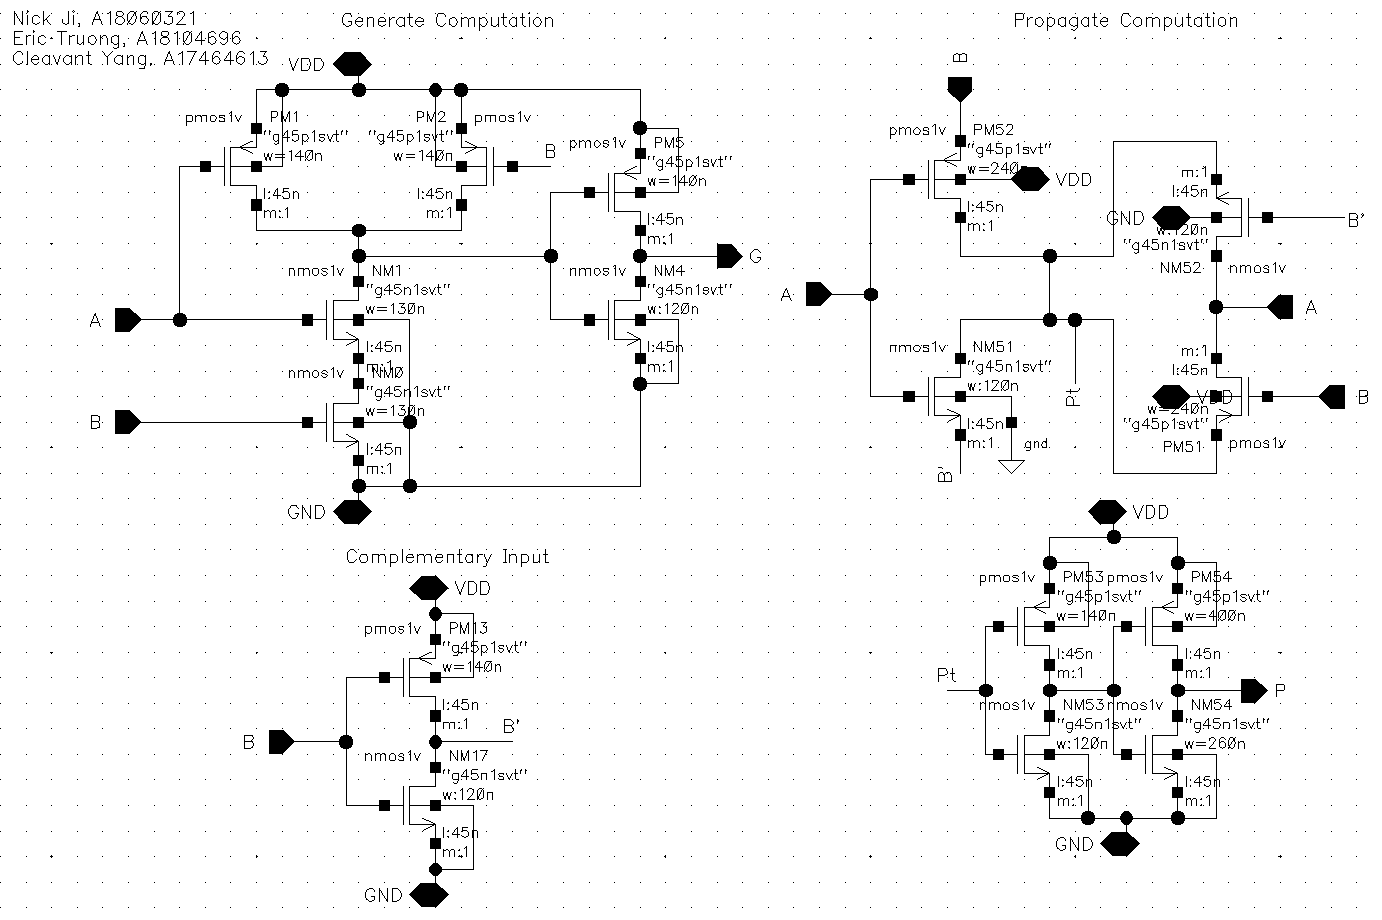 Nick Ji, A18060321
Eric Truong, A18104696
Cleavant Yang, A17464613
Generate Computation
VDD
pmos1v
PM1
"g45p1svt"
w=140n
l:45n
m:1
PM2
pmos1v
"g45p1svt"
w=140n
B
l:45n
m:1
pmos1v
PM5
"g45p1svt"
w=140n
l:45n
m:1
nmos1v
NM1
"g45n1svt"
w=130n
A
l:45n
m:1
nmos1v
NM0
"g45n1svt"
w=130n
B
l:45n
m:1
G
nmos1v
NM4
"g45n1svt"
w:120n
l:45n
m:1
GND
Propagate Computation
B
pmos1v
PM52
"g45p1svt"
w=240n
VDD
l:45n
m:1
A
nmos1v
NM51
"g45n1svt"
w:120n
l:45n
m:1
gnd
B'
Pt
m:1
l:45n
GND
w:120n
"g45n1svt"
NM52
nmos1v
B'
A
m:1
l:45n
VDD
w=240n
"g45p1svt"
PM51
pmos1v
B
Complementary Input
VDD
pmos1v
PM13
"g45p1svt"
w=140n
l:45n
m:1
B
B'
nmos1v
NM17
"g45n1svt"
w:120n
l:45n
m:1
GND
VDD
pmos1v
PM53
"g45p1svt"
w=140n
l:45n
m:1
pmos1v
PM54
"g45p1svt"
w=400n
l:45n
m:1
Pt
P
nmos1v
NM53
"g45n1svt"
w:120n
l:45n
m:1
nmos1v
NM54
"g45n1svt"
w=260n
l:45n
m:1
GND